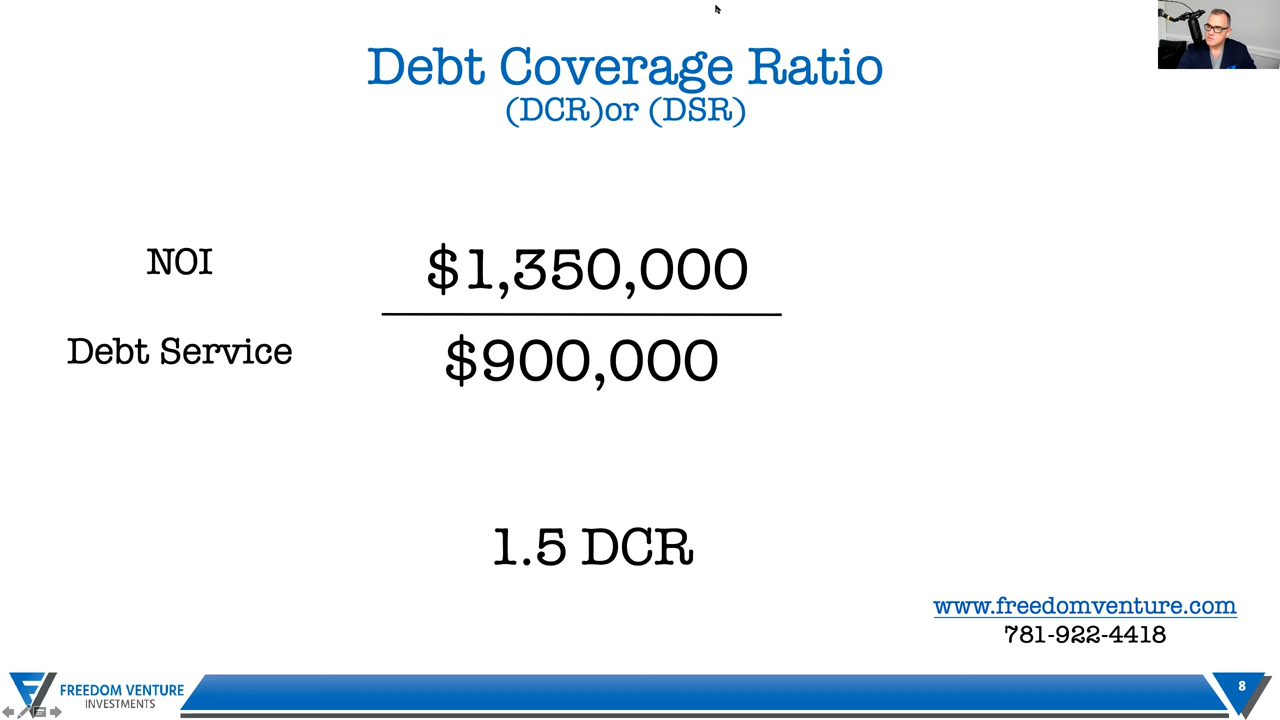 Debt Coverage Ratio
(DCR)or (DSR)
NOI
$1,350,000
Debt Service
$900,000
1.5 DCR
www.freedomventure.com
781-922-4418
FREEDOM VENTURE
INVESTMENTS
8